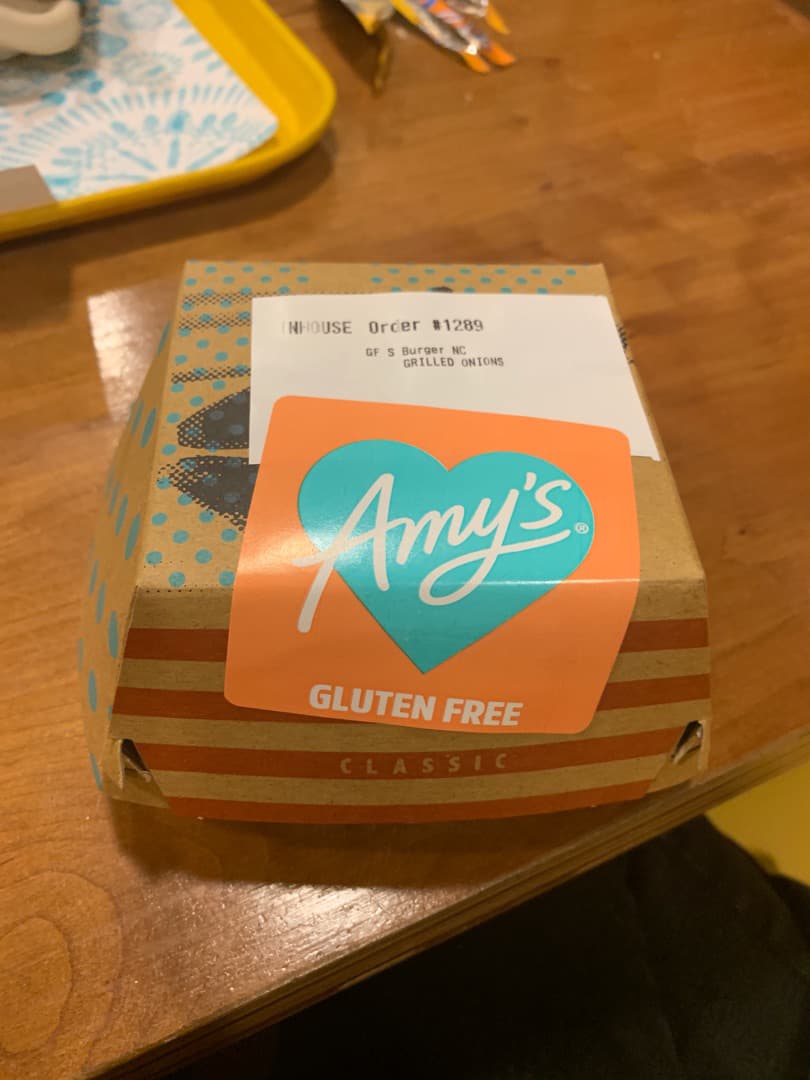 INHOUSE Order #1289
GF S Burger NC
GRILLED ONIONS
Amy's®
GLUTEN FREE
CLASSIC